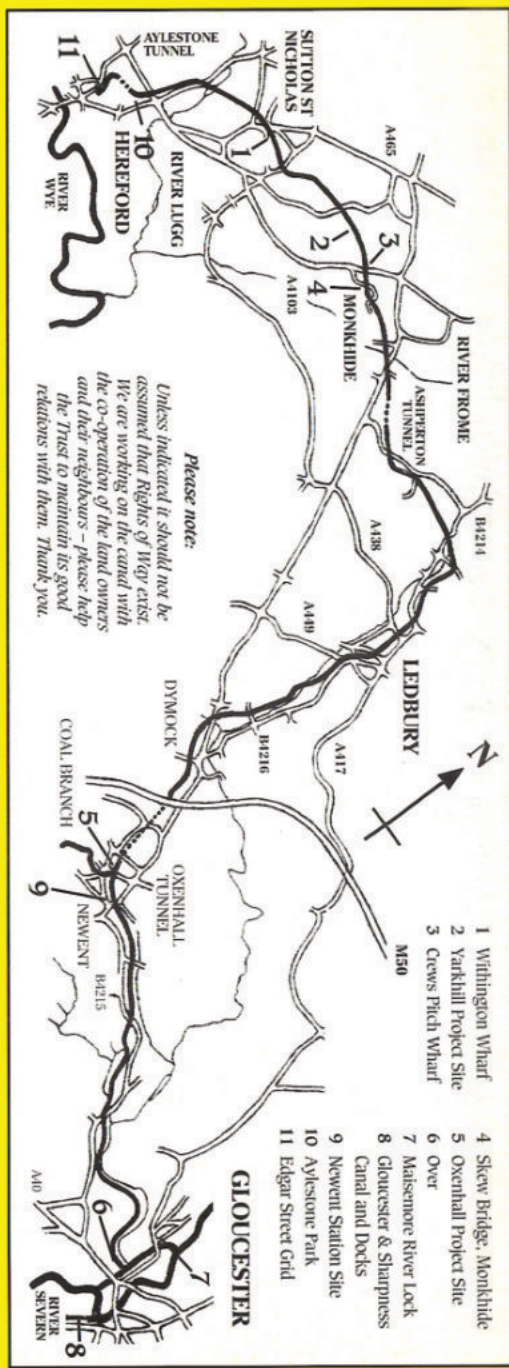 11
AYLESTONE
TUNNEL
SUTTON ST
NICHOLAS
A465
10
HEREFORD
1
RIVER LUGG
RIVER
WYE
2
3
4
MONKHIDE
A4103
RIVER FROME
ASHPERTON
TUNNEL
B4214
A438
A449
LEDBURY
N
A417
B4216
DYMOCK
COAL BRANCH
5
OXENHALL
TUNNEL
9
NEWENT
B4215
M50
A40
6
GLOUCESTER
7
RIVER
SEVERN
8
Please note:
Unless indicated it should not be
assumed that Rights of Way exist.
We are working on the canal with
the co-operation of the land owners
and their neighbours – please help
the Trust to maintain its good
relations with them. Thank you.
1 Withington Wharf
2 Yarkhill Project Site
3 Crews Pitch Wharf
4 Skew Bridge, Monkhide
5 Oxenhall Project Site
6 Over
7 Maisemore River Lock
8 Gloucester & Sharpness
Canal and Docks
9 Newent Station Site
10 Aylestone Park
11 Edgar Street Grid